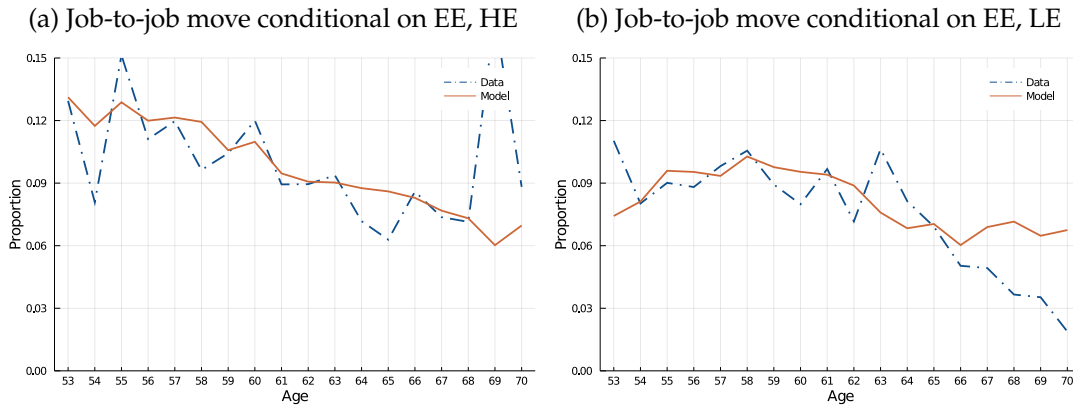 (a) Job-to-job move conditional on EE, HE
0.15
0.12
0.09
0.06
0.03
0.00
Proportion
Data
Model
53 54 55 56 57 58 59 60 61 62 63 64 65 66 67 68 69 70
Age
(b) Job-to-job move conditional on EE, LE
0.15
0.12
0.09
0.06
0.03
0.00
Proportion
Data
Model
53 54 55 56 57 58 59 60 61 62 63 64 65 66 67 68 69 70
Age